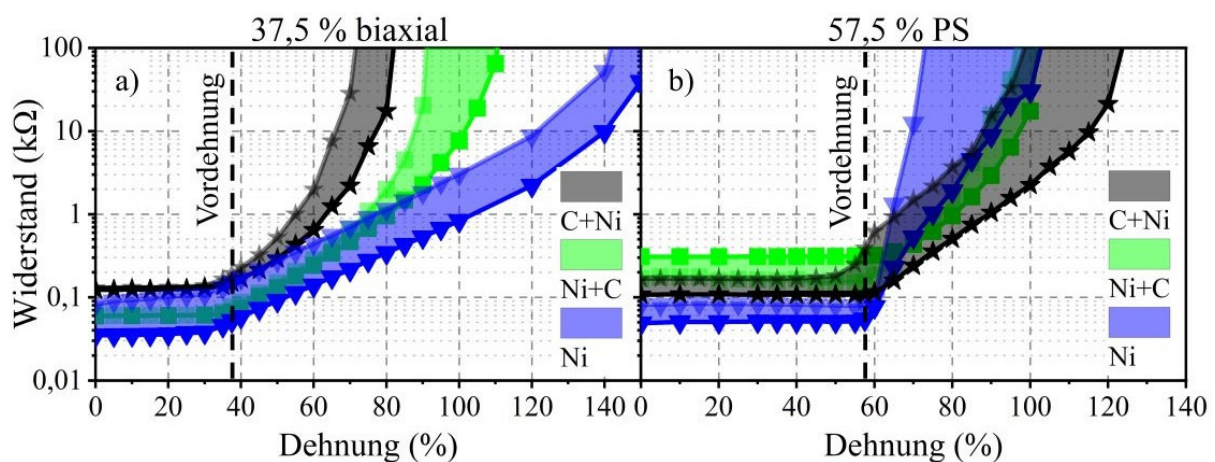 37,5 % biaxial
57,5 % PS
Widerstand (kΩ)
100
10
1
0,1
0,01
a)
Vordehnung
C+Ni
Ni+C
Ni
0 20 40 60 80 100 120 140
Dehnung (%)
b)
Vordehnung
C+Ni
Ni+C
Ni
0 20 40 60 80 100 120 140
Dehnung (%)